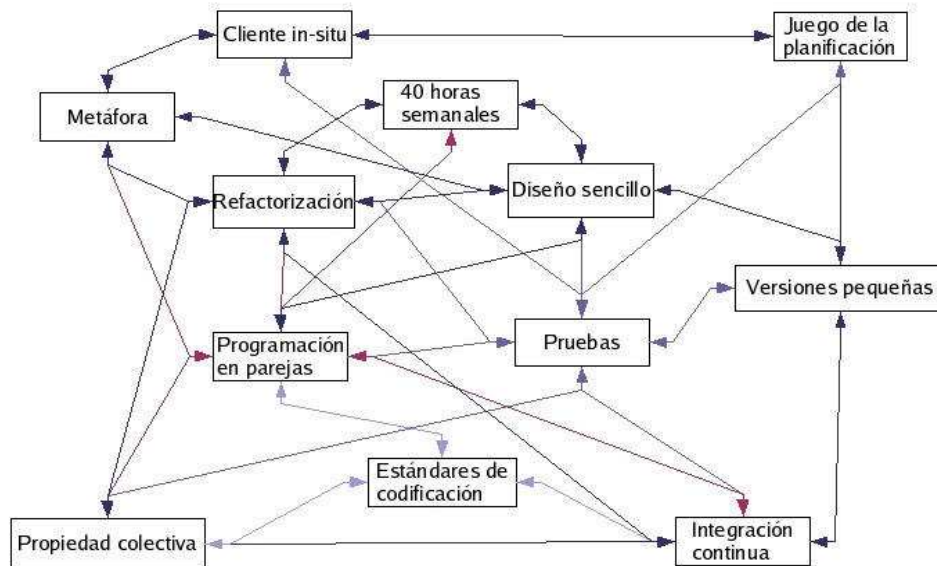 Cliente in-situ
Juego de la
planificación
40 horas
semanales
Metáfora
Refactorización
Diseño sencillo
Versiones pequeñas
Programación
en parejas
Pruebas
Estándares de
codificación
Propiedad colectiva
Integración
continua